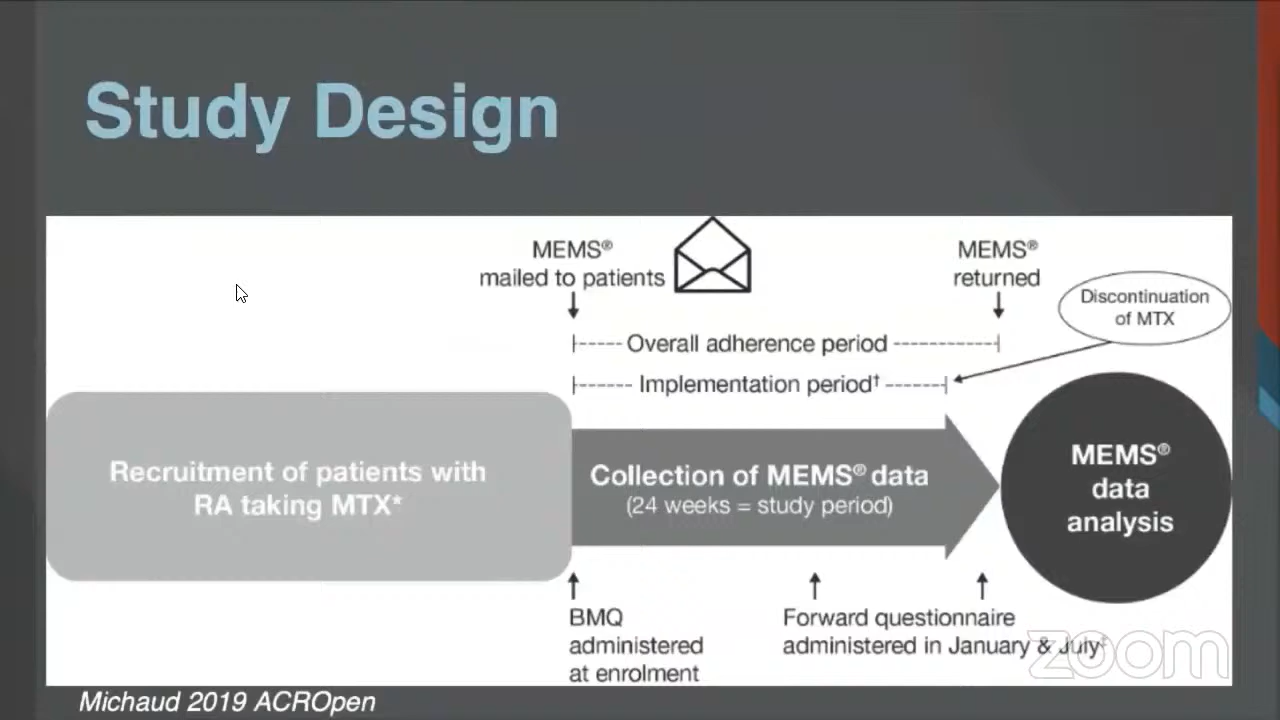 Study Design
MEMS®
mailed to patients
MEMS®
returned
Discontinuation
of MTX
Overall adherence period
Implementation period†
Recruitment of patients with
RA taking MTX*
Collection of MEMS® data
(24 weeks = study period)
MEMS®
data
analysis
BMQ
administered
at enrolment
Forward questionnaire
administered in January & July‡
zoom
Michaud 2019 ACROpen